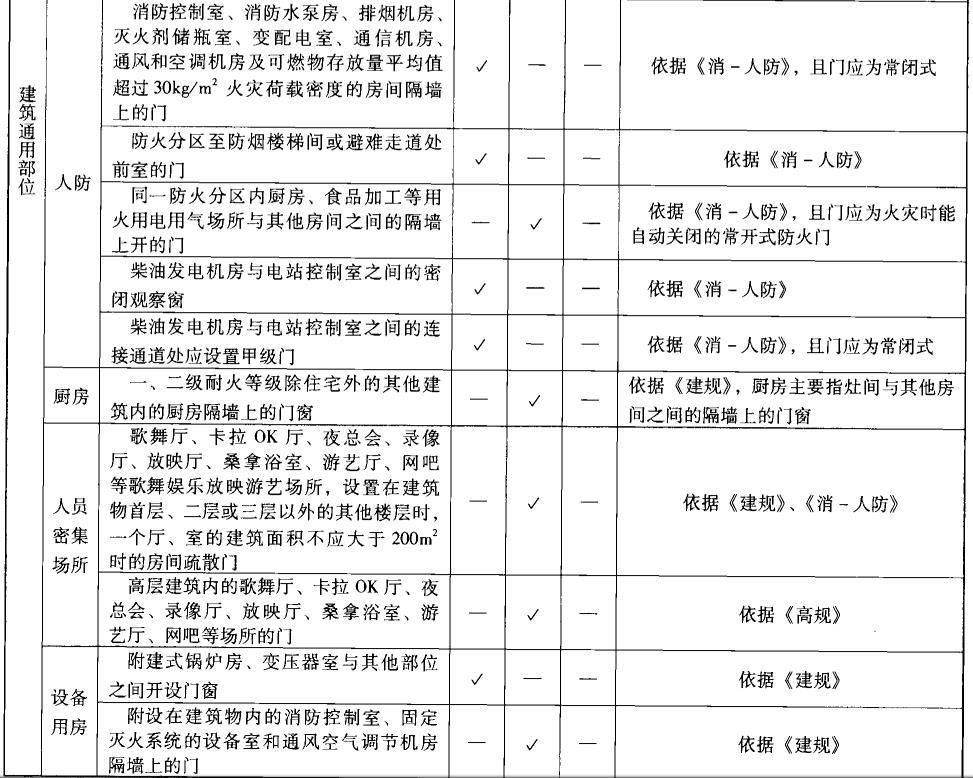 建筑通用部位
人防
消防控制室、消防水泵房、排烟机房、
灭火剂储瓶室、变配电室、通信机房、
通风和空调机房及可燃物存放量平均值
超过30kg/m² 火灾荷载密度的房间隔墙
上的门
✓ — —
依据《消－人防》，且门应为常闭式
防火分区至防烟楼梯间或避难走道处
前室的门
✓ — —
依据《消－人防》
同一防火分区内厨房、食品加工等用
火用电用气场所与其他房间之间的隔墙
上开的门
— ✓ —
依据《消－人防》，且门应为火灾时能
自动关闭的常开式防火门
柴油发电机房与电站控制室之间的密
闭观察窗
✓ — —
依据《消－人防》
柴油发电机房与电站控制室之间的连
接通道处应设置甲级门
✓ — —
依据《消－人防》，且门应为常闭式
厨房
一、二级耐火等级除住宅外的其他建
筑内的厨房隔墙上的门窗
— ✓ —
依据《建规》，厨房主要指灶间与其他房
间之间的隔墙上的门窗
人员
密集
场所
歌舞厅、卡拉 OK 厅、夜总会、录像
厅、放映厅、桑拿浴室、游艺厅、网吧
等歌舞娱乐放映游艺场所，设置在建筑
物首层、二层或三层以外的其他楼层时，
一个厅、室的建筑面积不应大于 200m²
时的房间疏散门
— ✓ —
依据《建规》、《消－人防》
高层建筑内的歌舞厅、卡拉 OK 厅、夜
总会、录像厅、放映厅、桑拿浴室、游
艺厅、网吧等场所的门
— ✓ —
依据《高规》
设备
用房
附建式锅炉房、变压器室与其他部位
之间开设门窗
✓ — —
依据《建规》
附设在建筑物内的消防控制室、固定
灭火系统的设备室和通风空气调节机房
隔墙上的门
— ✓ —
依据《建规》